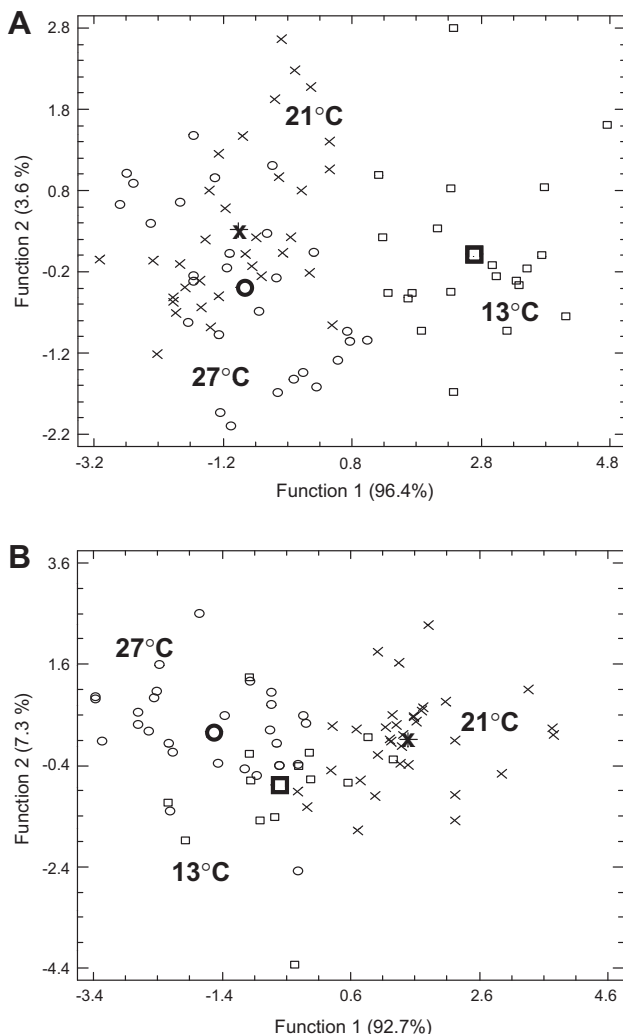 A
2.8
1.8
0.8
-0.2
-1.2
-2.2
Function 2 (3.6 %)
21°C
13°C
27°C
-3.2 -1.2 0.8 2.8 4.8
Function 1 (96.4%)
B
3.6
1.6
-0.4
-2.4
-4.4
Function 2 (7.3 %)
27°C
21°C
13°C
-3.4 -1.4 0.6 2.6 4.6
Function 1 (92.7%)